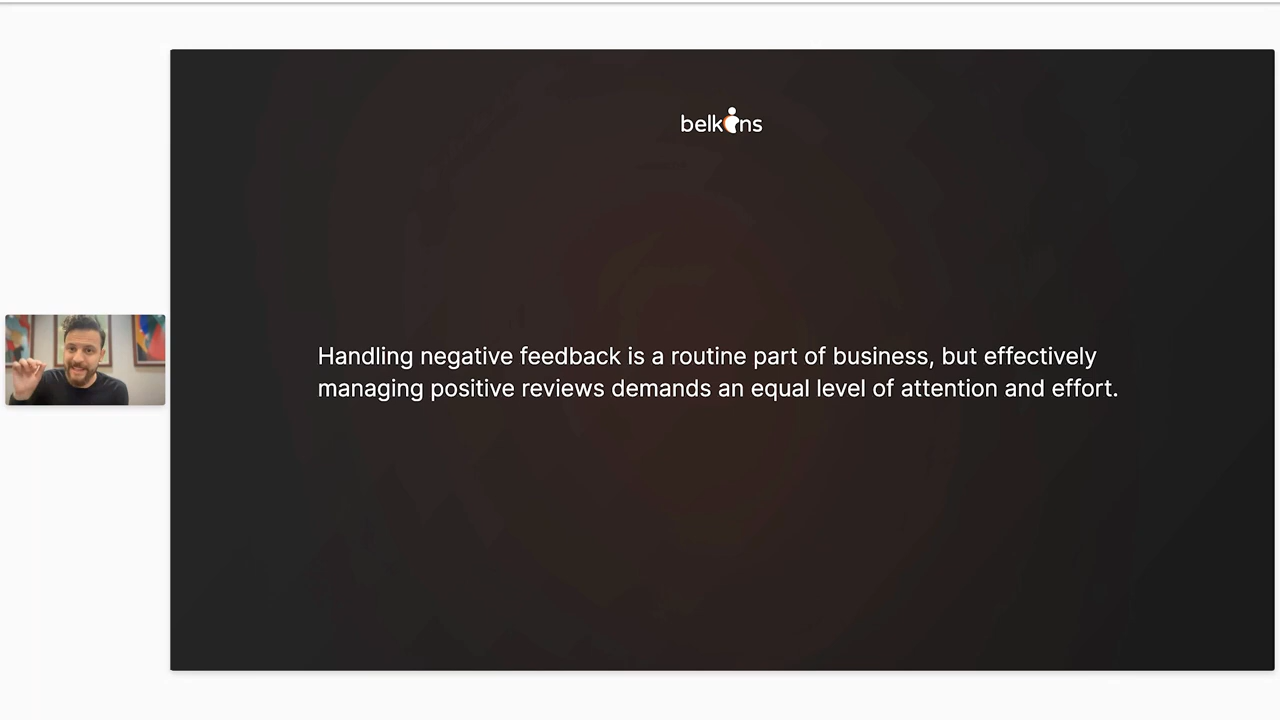 belkins
Handling negative feedback is a routine part of business, but effectively
managing positive reviews demands an equal level of attention and effort.